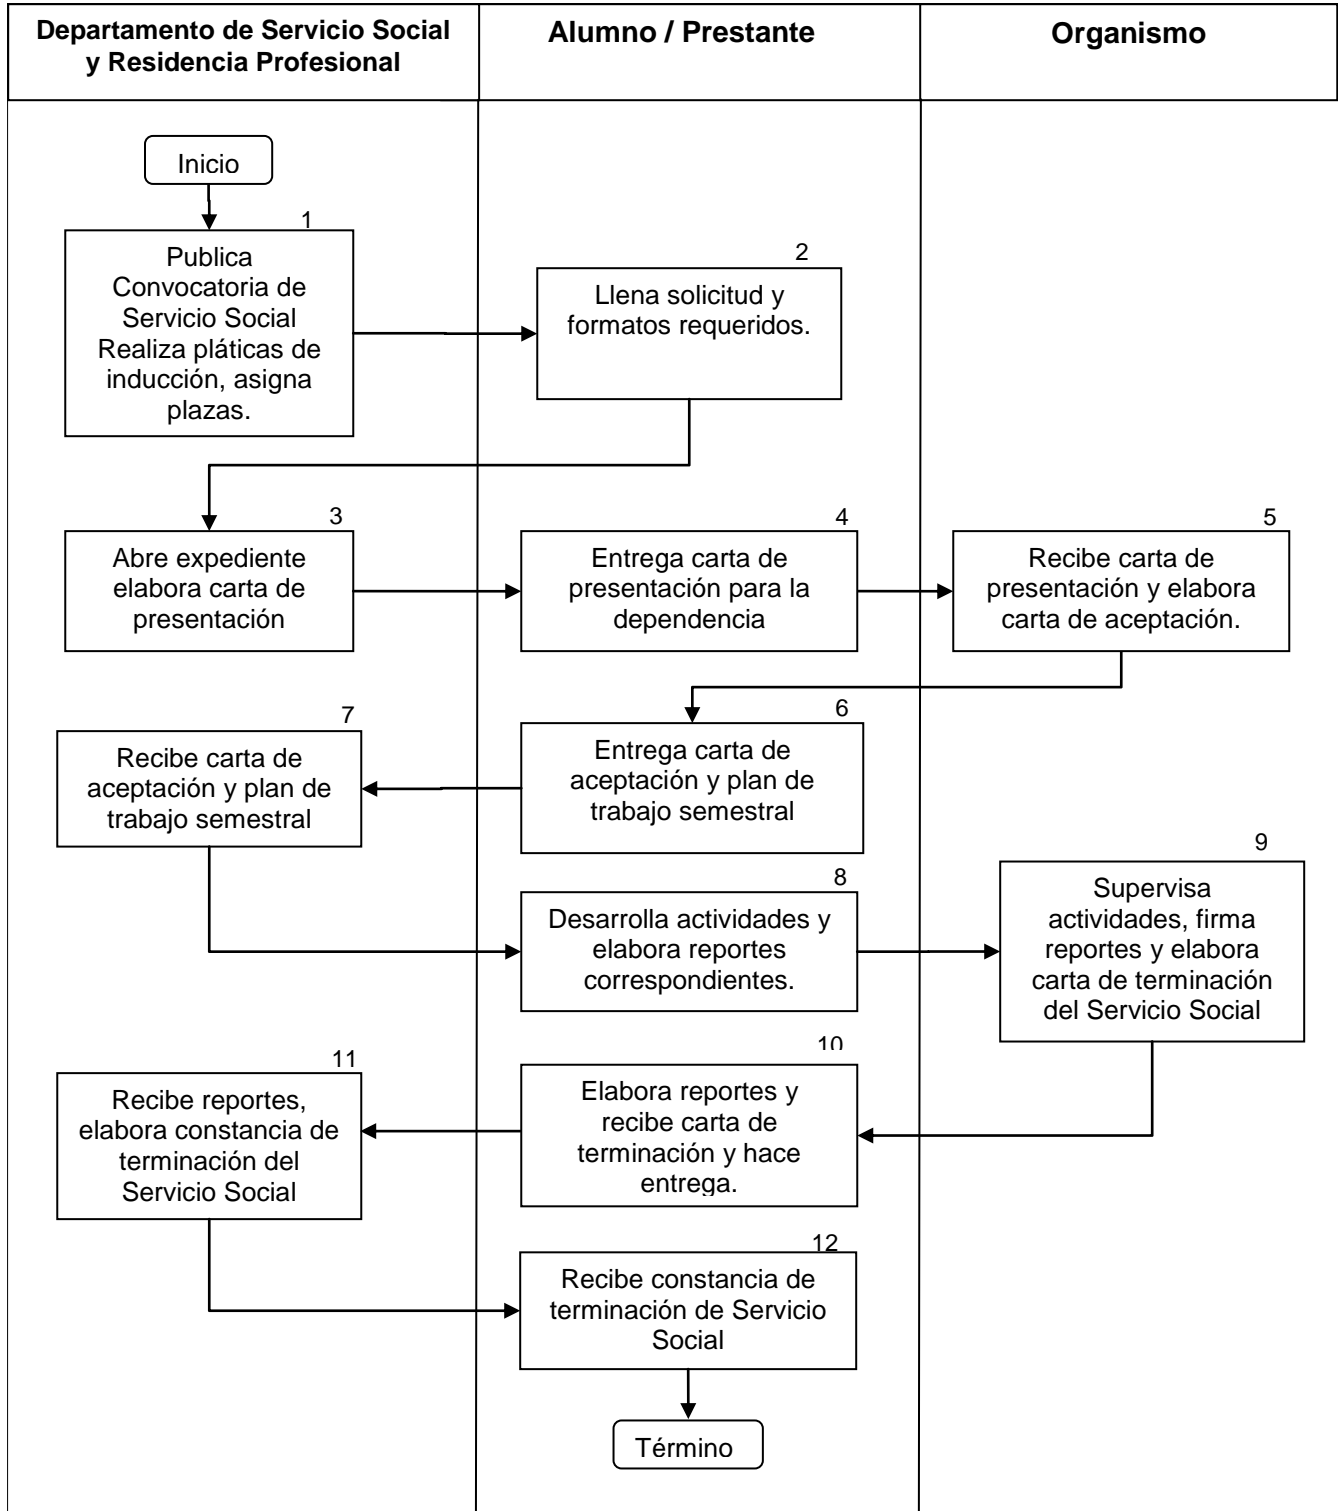 Departamento de Servicio Social
y Residencia Profesional
Alumno / Prestante
Organismo
Inicio
1
Publica
Convocatoria de
Servicio Social
Realiza pláticas de
inducción, asigna
plazas.
2
Llena solicitud y
formatos requeridos.
3
Abre expediente
elabora carta de
presentación
4
Entrega carta de
presentación para la
dependencia
5
Recibe carta de
presentación y elabora
carta de aceptación.
6
Entrega carta de
aceptación y plan de
trabajo semestral
7
Recibe carta de
aceptación y plan de
trabajo semestral
8
Desarrolla actividades y
elabora reportes
correspondientes.
9
Supervisa
actividades, firma
reportes y elabora
carta de terminación
del Servicio Social
10
Elabora reportes y
recibe carta de
terminación y hace
entrega.
11
Recibe reportes,
elabora constancia de
terminación del
Servicio Social
12
Recibe constancia de
terminación de Servicio
Social
Término